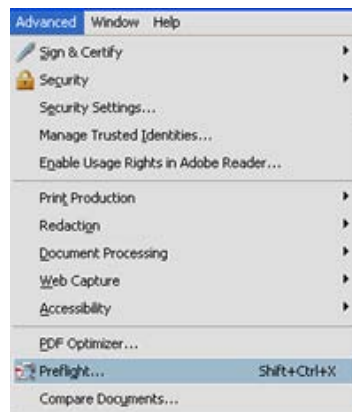 Advanced Window Help
Sign & Certify
Security
Security Settings...
Manage Trusted Identities...
Enable Usage Rights in Adobe Reader...
Print Production
Redaction
Document Processing
Web Capture
Accessibility
PDF Optimizer...
Preflight... Shift+Ctrl+X
Compare Documents...